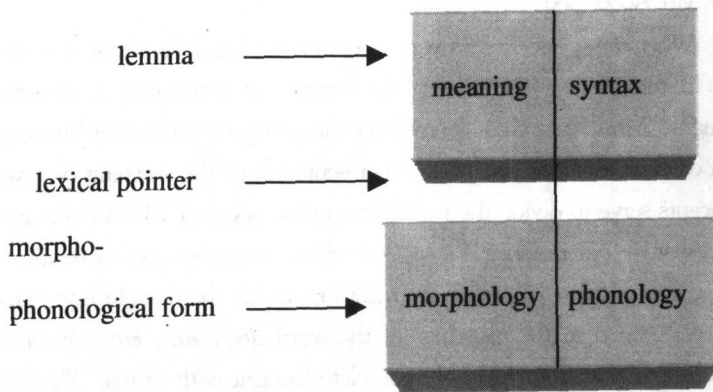 lemma
meaning syntax
lexical pointer
morpho-
phonological form
morphology phonology